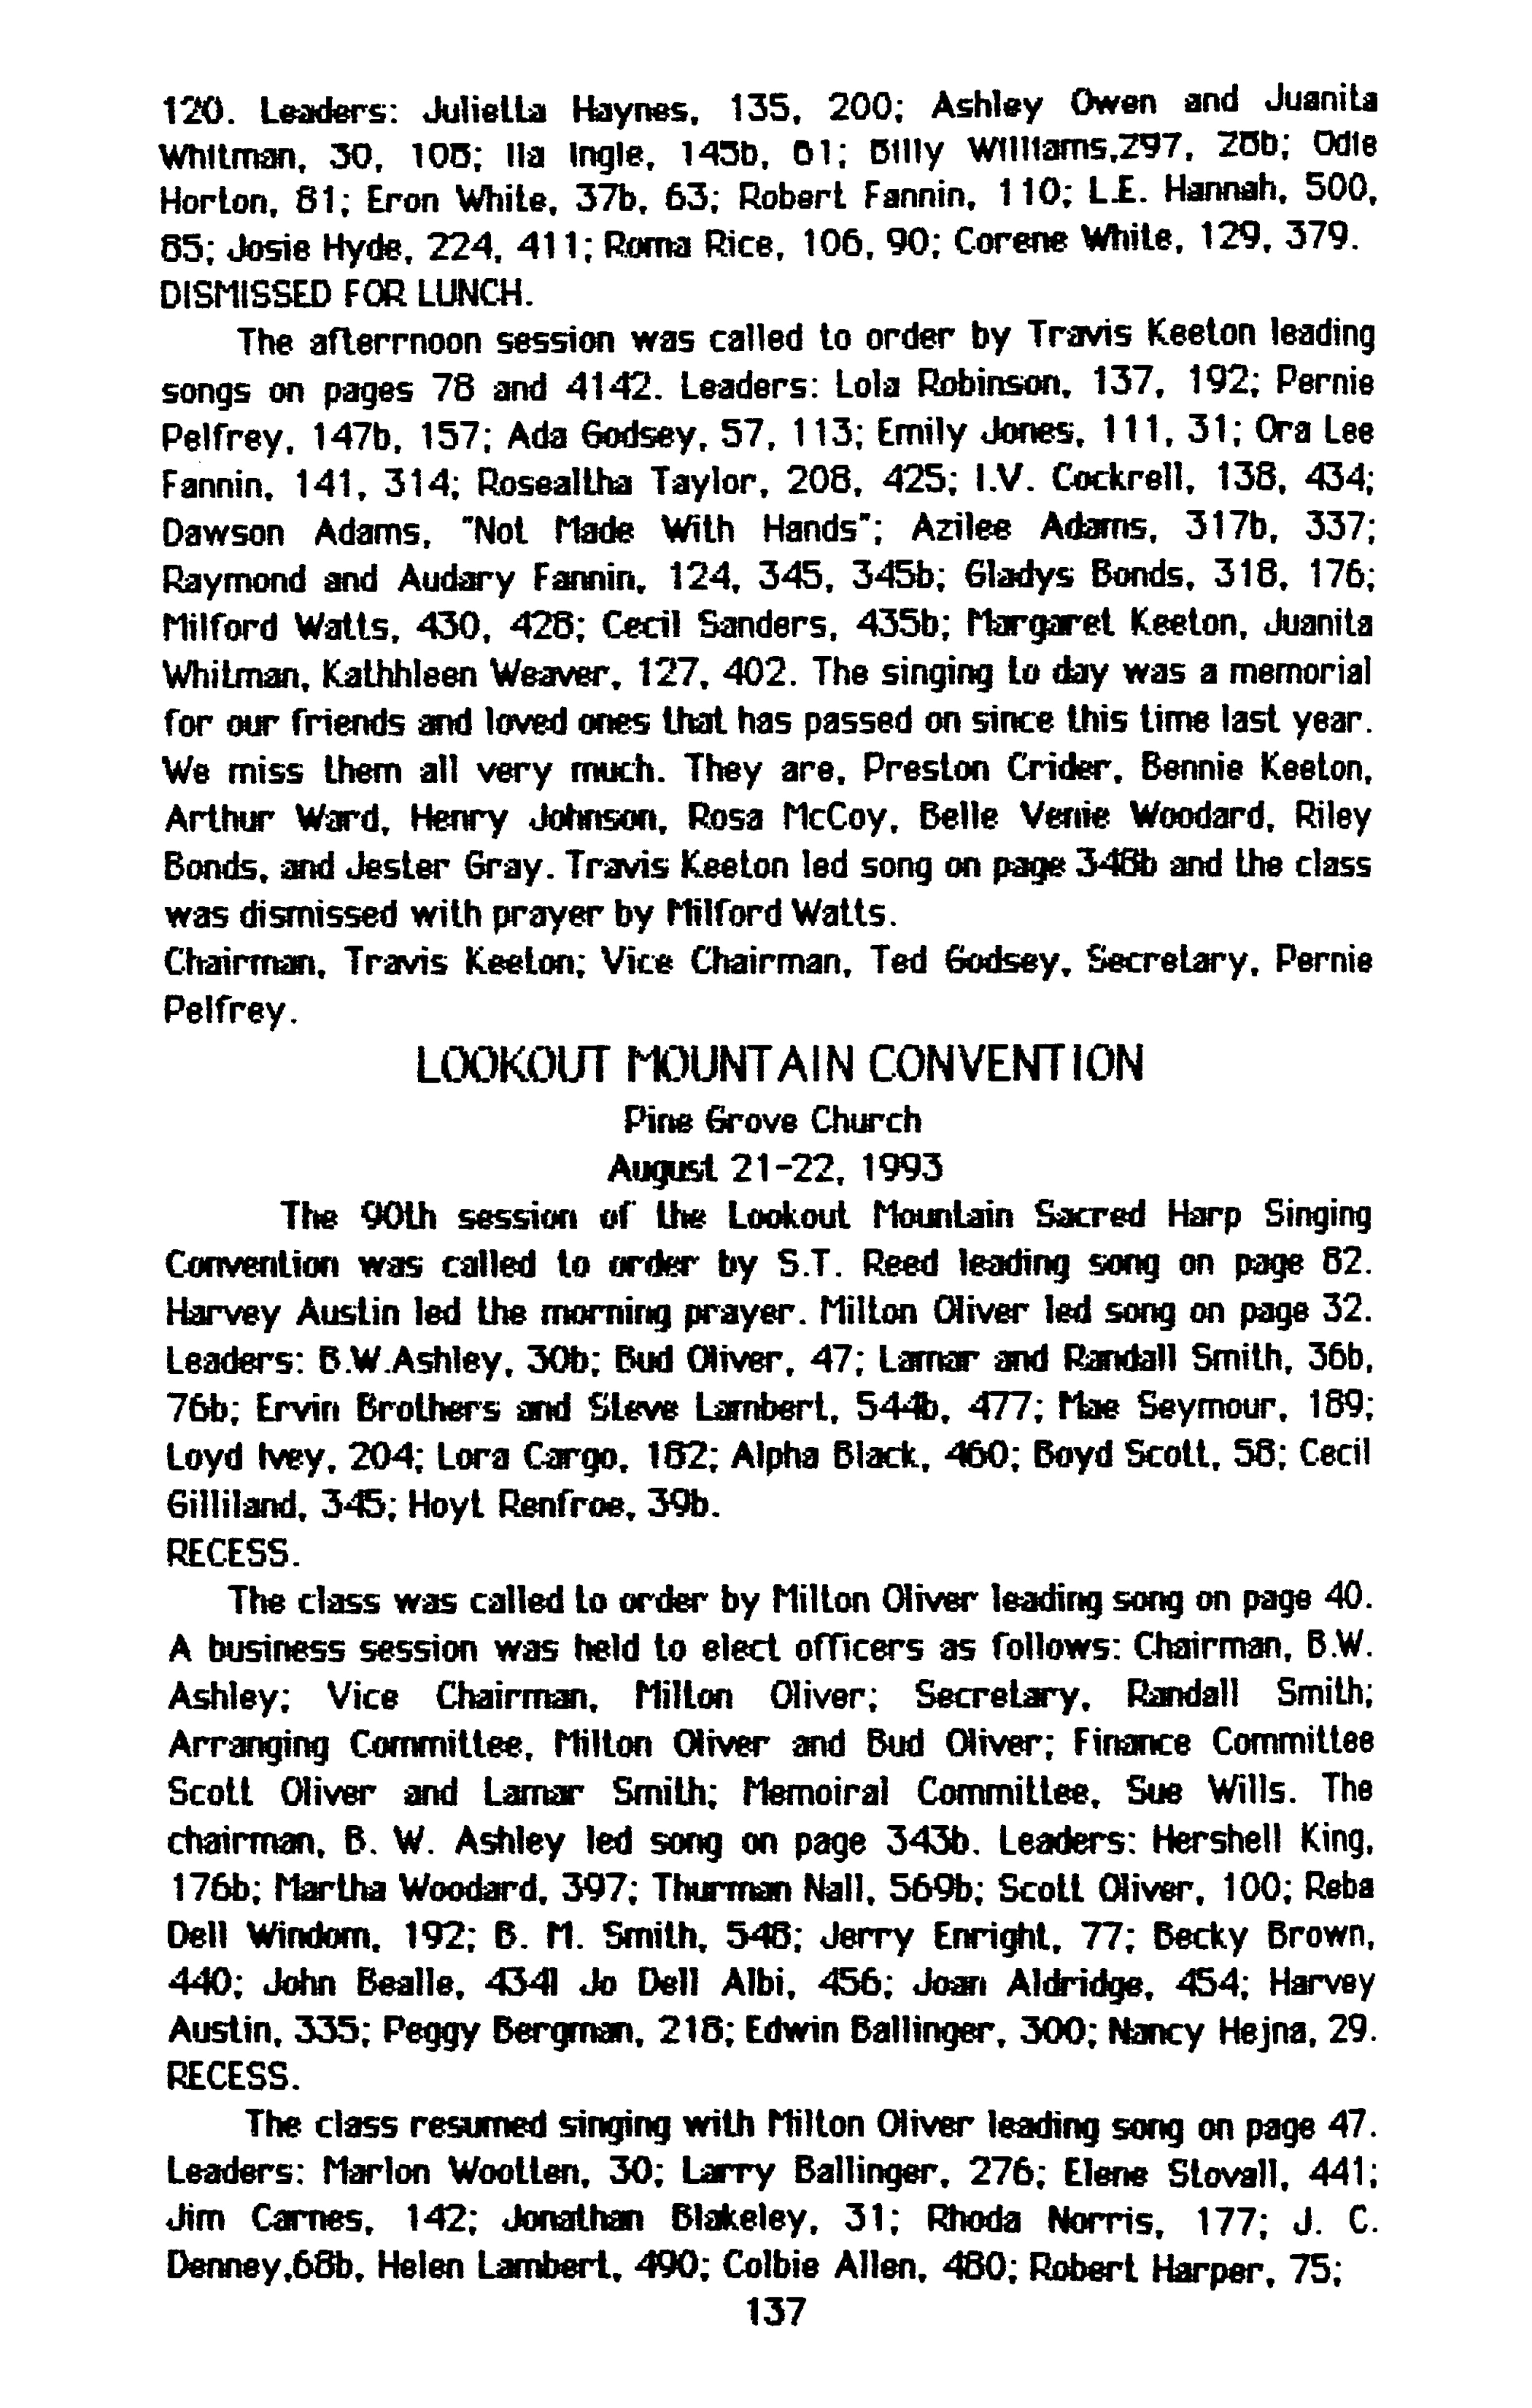 120. Leaders: Julietta Haynes, 135, 200; Ashley Owen and Juanita
Whitman, 30, 108; Ila Ingle, 145b, 61; Billy Williams,297, 28b; Odie
Horton, 81; Eron White, 37b, 63; Robert Fannin, 110; L.E. Hannah, 500,
85; Josie Hyde, 224, 411; Roma Rice, 106, 90; Corene White, 129, 379.
DISMISSED FOR LUNCH.
The afterrnoon session was called to order by Travis Keeton leading
songs on pages 78 and 4142. Leaders: Lola Robinson, 137, 192; Pernie
Pelfrey, 147b, 157; Ada Godsey, 57, 113; Emily Jones, 111, 31; Ora Lee
Fannin, 141, 314; Rosealtha Taylor, 208, 425; I.V. Cockrell, 138, 434;
Dawson Adams, "Not Made With Hands"; Azilee Adams, 317b, 337;
Raymond and Audary Fannin, 124, 345, 345b; Gladys Bonds, 318, 176;
Milford Watts, 430, 428; Cecil Sanders, 435b; Margaret Keeton, Juanita
Whitman, Kathhleen Weaver, 127, 402. The singing to day was a memorial
for our friends and loved ones that has passed on since this time last year.
We miss them all very much. They are, Preston Crider, Bennie Keeton,
Arthur Ward, Henry Johnson, Rosa McCoy, Belle Venie Woodard, Riley
Bonds, and Jester Gray. Travis Keeton led song on page 348b and the class
was dismissed with prayer by Milford Watts.
Chairman, Travis Keeton; Vice Chairman, Ted Godsey, Secretary, Pernie
Pelfrey.
LOOKOUT MOUNTAIN CONVENTION
Pine Grove Church
August 21-22, 1993
The 90th session of the Lookout Mountain Sacred Harp Singing
Convention was called to order by S.T. Reed leading song on page 82.
Harvey Austin led the morning prayer. Milton Oliver led song on page 32.
Leaders: B.W.Ashley, 30b; Bud Oliver, 47; Lamar and Randall Smith, 36b,
76b; Ervin Brothers and Steve Lambert, 544b, 477; Mae Seymour, 189;
Loyd Ivey, 204; Lora Cargo, 182; Alpha Black, 460; Boyd Scott, 58; Cecil
Gilliland, 345; Hoyt Renfroe, 39b.
RECESS.
The class was called to order by Milton Oliver leading song on page 40.
A business session was held to elect officers as follows: Chairman, B.W.
Ashley; Vice Chairman, Milton Oliver; Secretary, Randall Smith;
Arranging Committee, Milton Oliver and Bud Oliver; Finance Committee
Scott Oliver and Lamar Smith; Memoiral Committee, Sue Wills. The
chairman, B. W. Ashley led song on page 343b. Leaders: Hershell King,
176b; Martha Woodard, 397; Thurman Nall, 569b; Scott Oliver, 100; Reba
Dell Windom, 192; B. M. Smith, 548; Jerry Enright, 77; Becky Brown,
440; John Bealle, 434l Jo Dell Albi, 456; Joan Aldridge, 454; Harvey
Austin, 335; Peggy Bergman, 218; Edwin Ballinger, 300; Nancy Hejna, 29.
RECESS.
The class resumed singing with Milton Oliver leading song on page 47.
Leaders: Marlon Wootten, 30; Larry Ballinger, 276; Elene Stovall, 441;
Jim Carnes, 142; Jonathan Blakeley, 31; Rhoda Norris, 177; J. C.
Denney,68b, Helen Lambert, 490; Colbie Allen, 480; Robert Harper, 75;
137